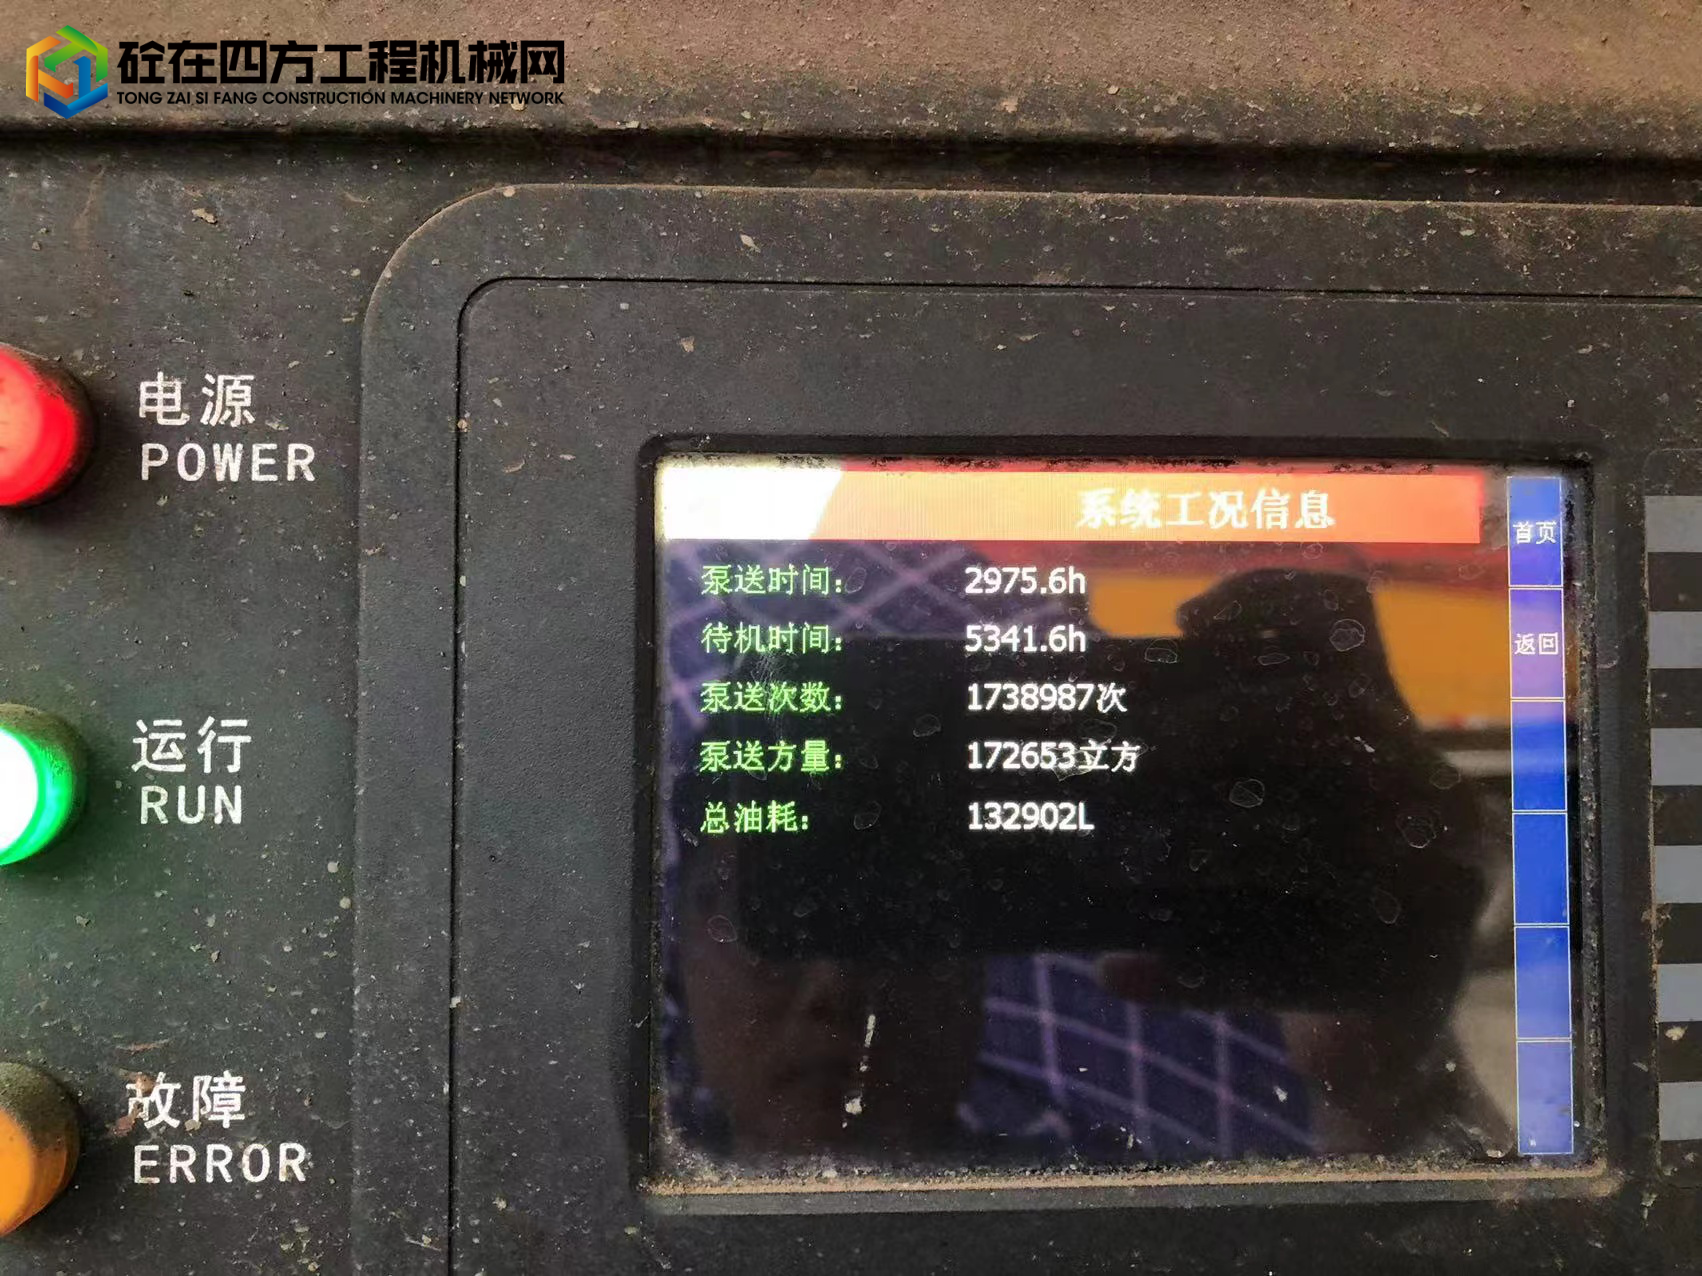 砼在四方工程机械网
TONG ZAI SI FANG CONSTRUCTION MACHINERY NETWORK
电源
POWER
运行
RUN
故障
ERROR
系统工况信息
泵送时间: 2975.6h
待机时间: 5341.6h
泵送次数: 1738987次
泵送方量: 172653立方
总油耗: 132902L
首页
返回